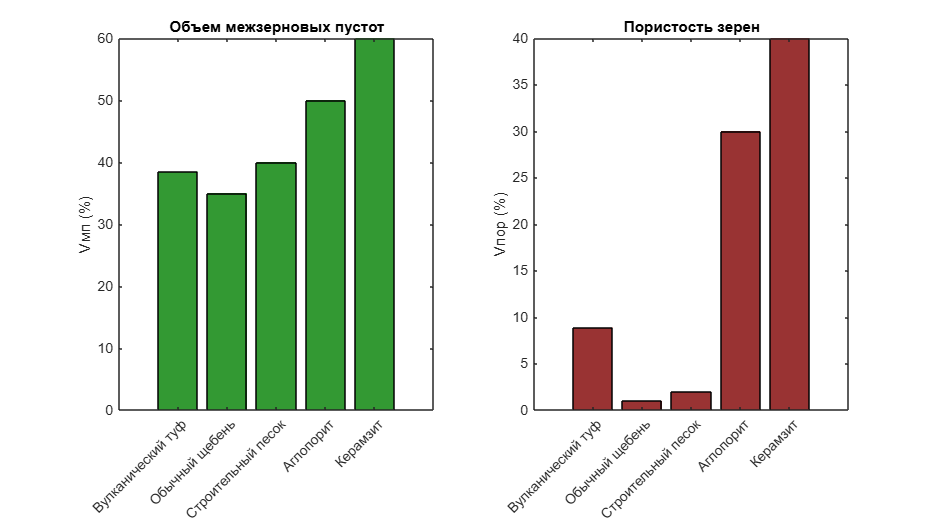 Объем межзерновых пустот
60
50
40
30
20
10
0
Vмп (%)
Вулканический туф
Обычный щебень
Строительный песок
Аглопорит
Керамзит
Пористость зерен
40
35
30
25
20
15
10
5
0
Vпор (%)
Вулканический туф
Обычный щебень
Строительный песок
Аглопорит
Керамзит